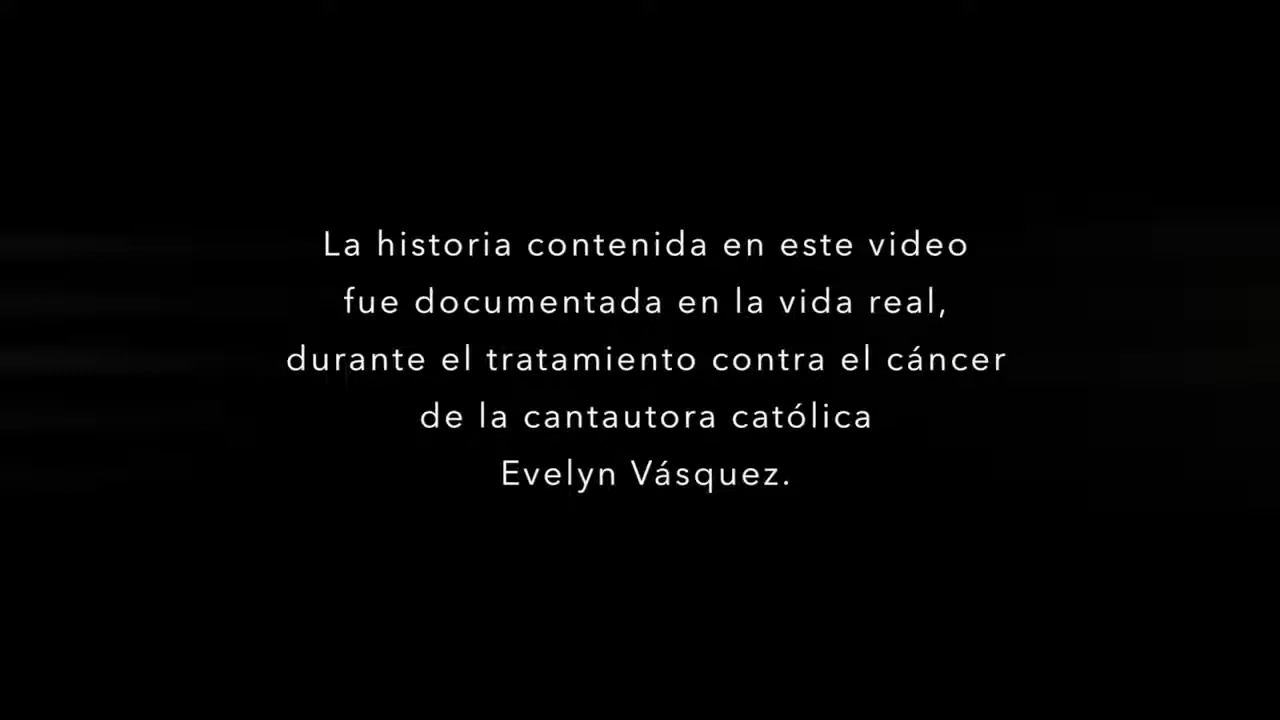 La historia contenida en este video
fue documentada en la vida real,
durante el tratamiento contra el cáncer
de la cantautora católica
Evelyn Vásquez.